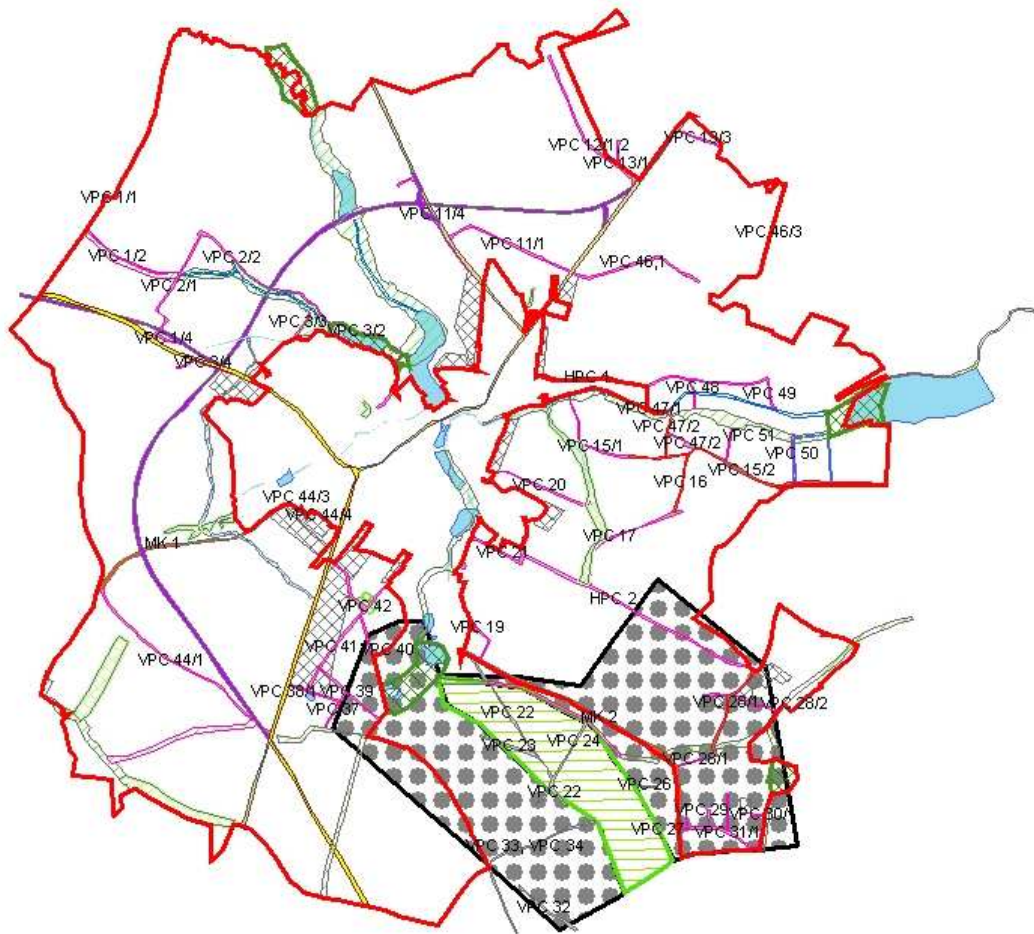 VPC 12/1,2
VPC 13/3
VPC 13/1
VPC 1/1
VPC 11/4
VPC 46/3
VPC 11/1
VPC 1/2
VPC 2/2
VPC 46,1
VPC 2/1
VPC 3/3
VPC 3/2
VPC 1/4
VPC 3/4
HPC 4
VPC 48
VPC 49
VPC 47/1
VPC 47/2
VPC 51
VPC 15/1
VPC 47/2
VPC 50
VPC 15/2
VPC 16
VPC 20
VPC 44/3
VPC 44/4
VPC 17
MK 1
VPC 21
HPC 2
VPC 42
VPC 19
VPC 41
VPC 40
VPC 44/1
VPC 38/1
VPC 39
VPC 37
VPC 28/2
VPC 22
MK 2
VPC 23
VPC 24
VPC 28/1
VPC 22
VPC 26
VPC 29
VPC 27
VPC 31/1
VPC 33, VPC 34
VPC 32